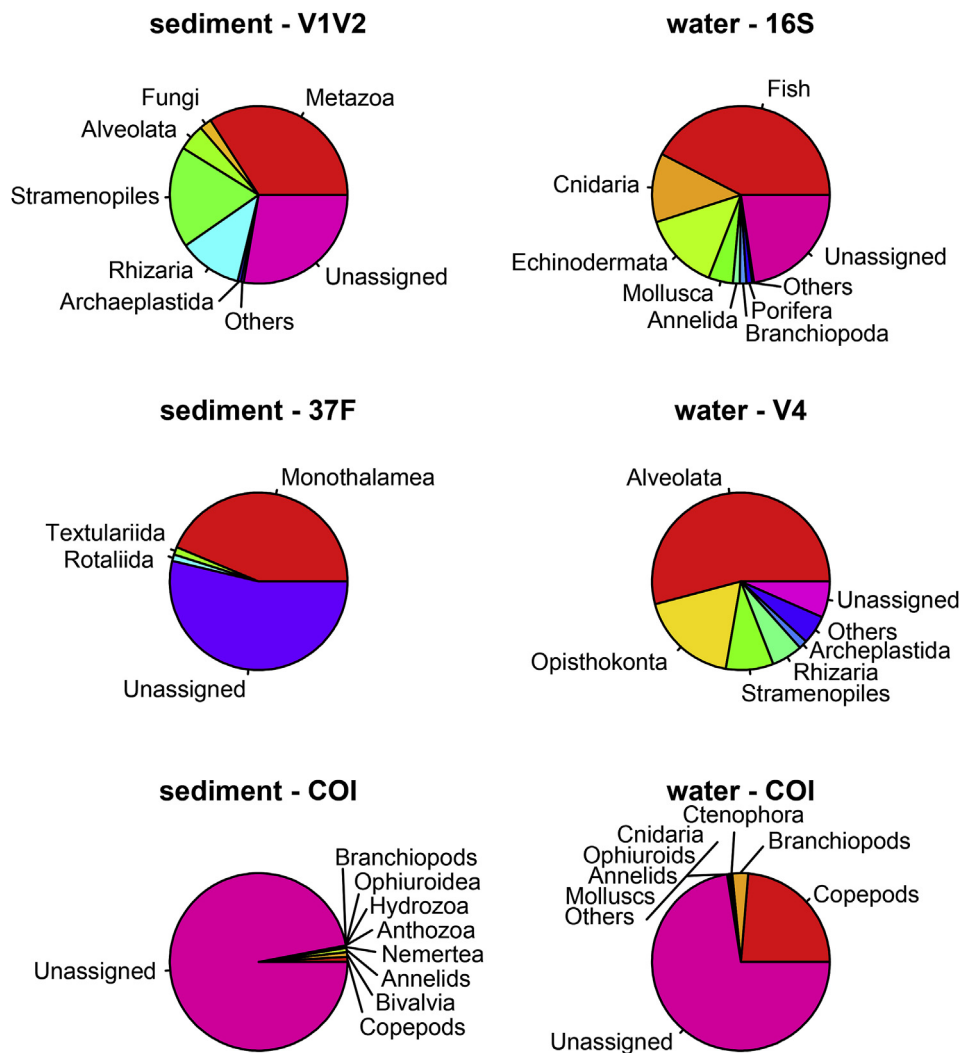 sediment - V1V2
Fungi
Metazoa
Alveolata
Stramenopiles
Rhizaria
Unassigned
Archaeplastida
Others
water - 16S
Fish
Cnidaria
Echinodermata
Unassigned
Mollusca
Others
Annelida
Porifera
Branchiopoda
sediment - 37F
Monothalamea
Textulariida
Rotaliida
Unassigned
water - V4
Alveolata
Unassigned
Others
Opisthokonta
Archeplastida
Rhizaria
Stramenopiles
sediment - COI
Branchiopods
Ophiuroidea
Hydrozoa
Anthozoa
Nemertea
Unassigned
Annelids
Bivalvia
Copepods
water - COI
Ctenophora
Cnidaria
Branchiopods
Ophiuroids
Annelids
Molluscs
Copepods
Others
Unassigned